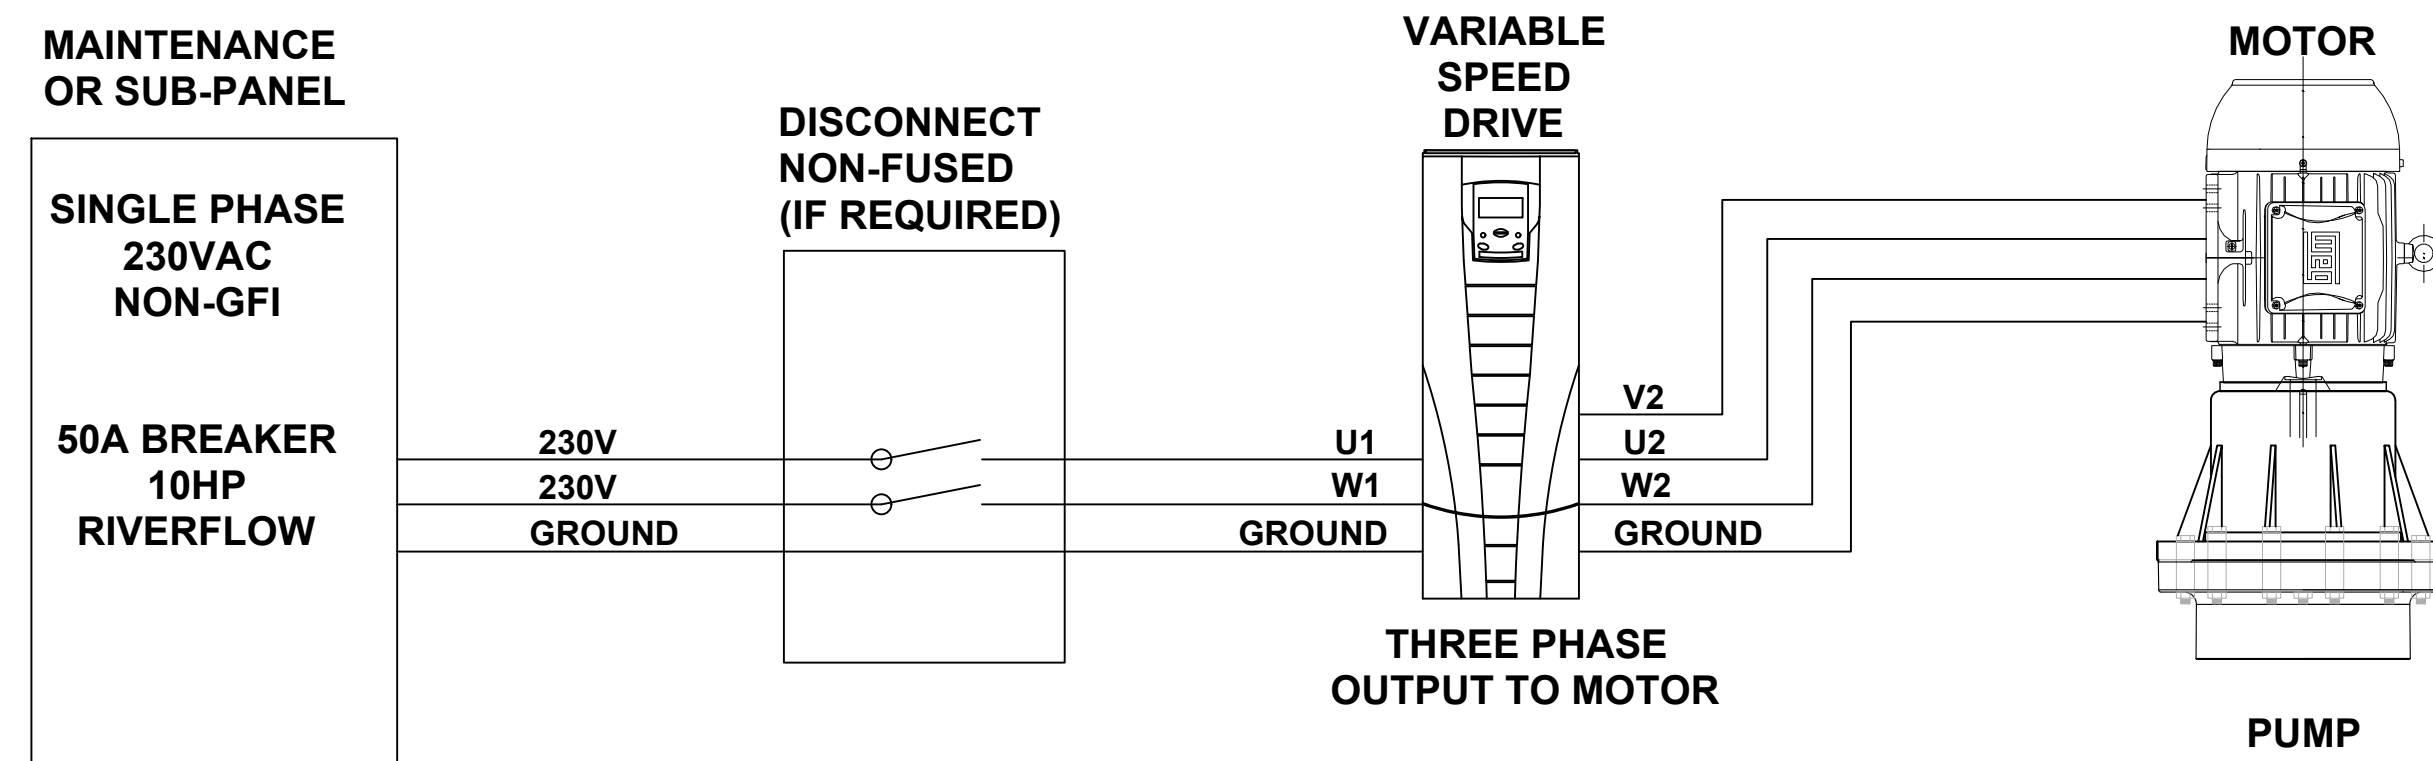 MAINTENANCE
OR SUB-PANEL
SINGLE PHASE
230VAC
NON-GFI
50A BREAKER
10HP
RIVERFLOW
230V
230V
GROUND
DISCONNECT
NON-FUSED
(IF REQUIRED)
U1
W1
GROUND
VARIABLE
SPEED
DRIVE
V2
U2
W2
GROUND
THREE PHASE
OUTPUT TO MOTOR
MOTOR
weg
PUMP